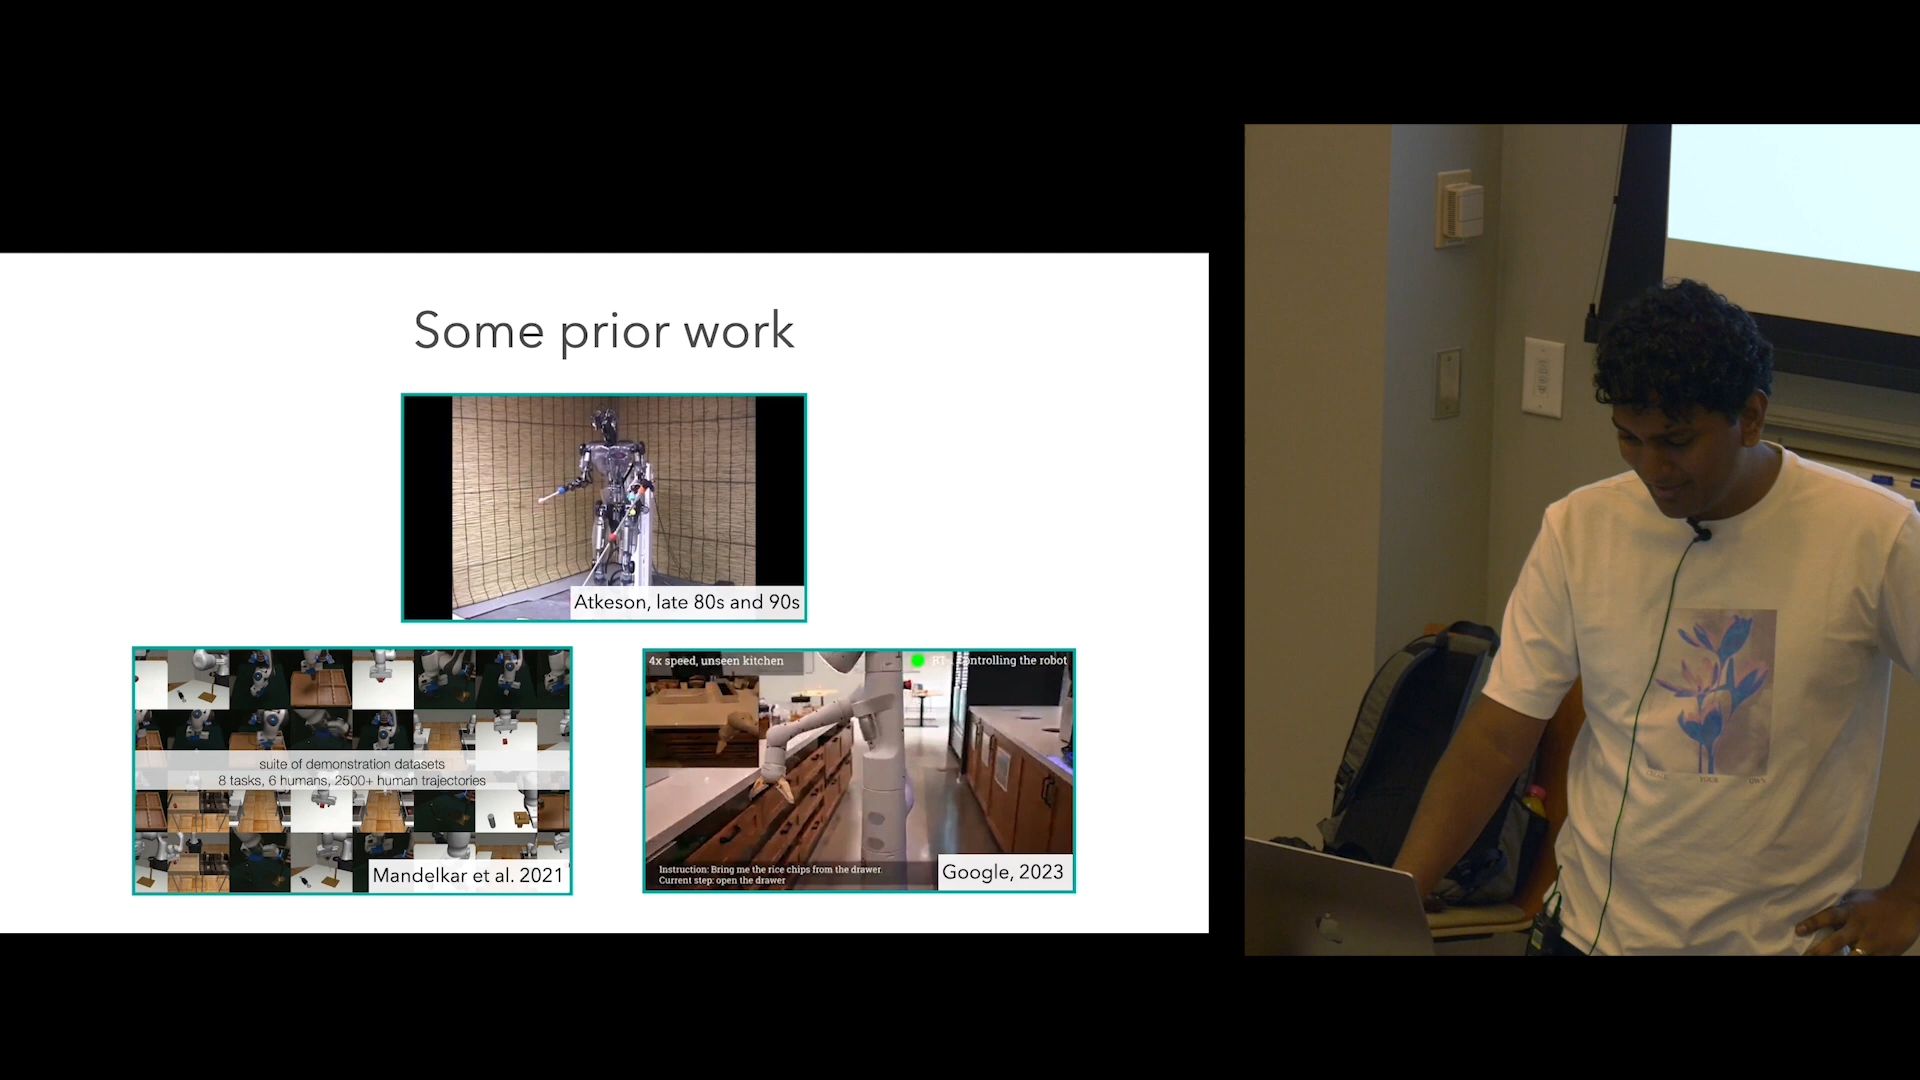 Some prior work
Atkeson, late 80s and 90s
suite of demonstration datasets
8 tasks, 6 humans, 2500+ human trajectories
Mandelkar et al. 2021
4x speed, unseen kitchen
controlling the robot
Instruction: Bring me the rice chips from the drawer.
Current step: open the drawer
Google, 2023
YOUR